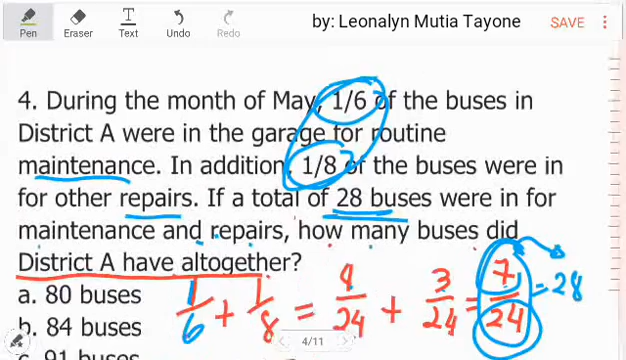 by: Leonalyn Mutia Tayone
SAVE
Pen
Eraser
Text
Undo
Redo
4. During the month of May, 1/6 of the buses in
District A were in the garage for routine
maintenance. In addition, 1/8 of the buses were in
for other repairs. If a total of 28 buses were in for
maintenance and repairs, how many buses did
District A have altogether?
a. 80 buses
1/6 + 1/8 = 4/24 + 3/24 = 7/24 - 28
b. 84 buses
4/11
c. 91 buses